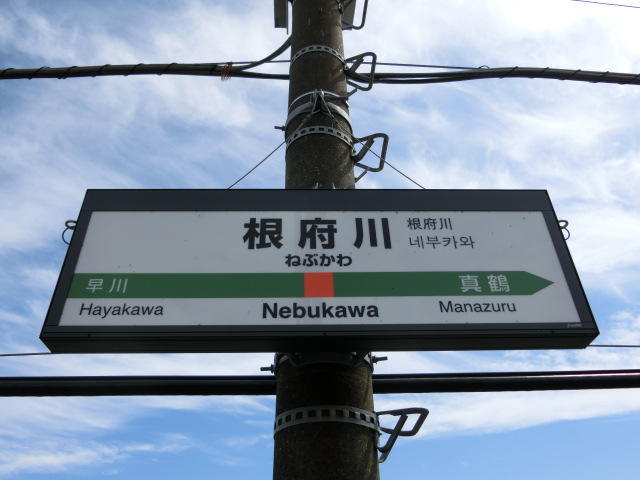 根府川
根府川
네부카와
ねぶかわ
早川
真鶴
Hayakawa
Nebukawa
Manazuru